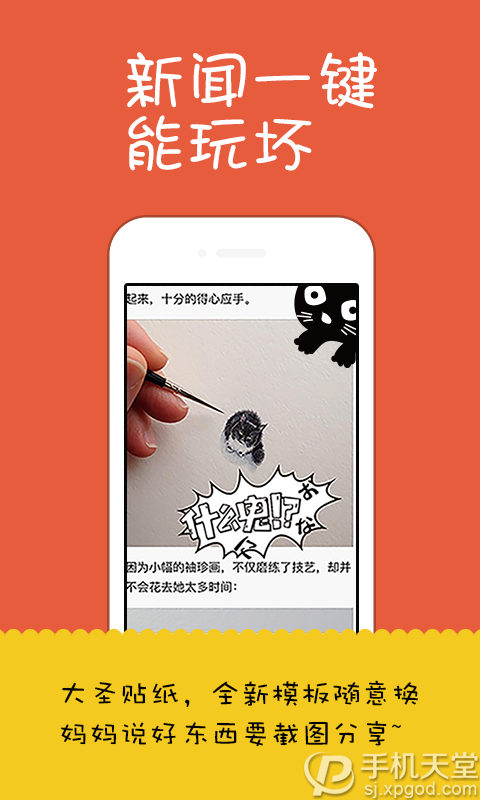 新闻一键
能玩坏
起来，十分的得心应手。
什么鬼!?
因为小幅的袖珍画，不仅磨练了技艺，却并
不会花去她太多时间：
大圣贴纸，全新模板随意换
妈妈说好东西要截图分享~
手机天堂
sj.xpgod.com